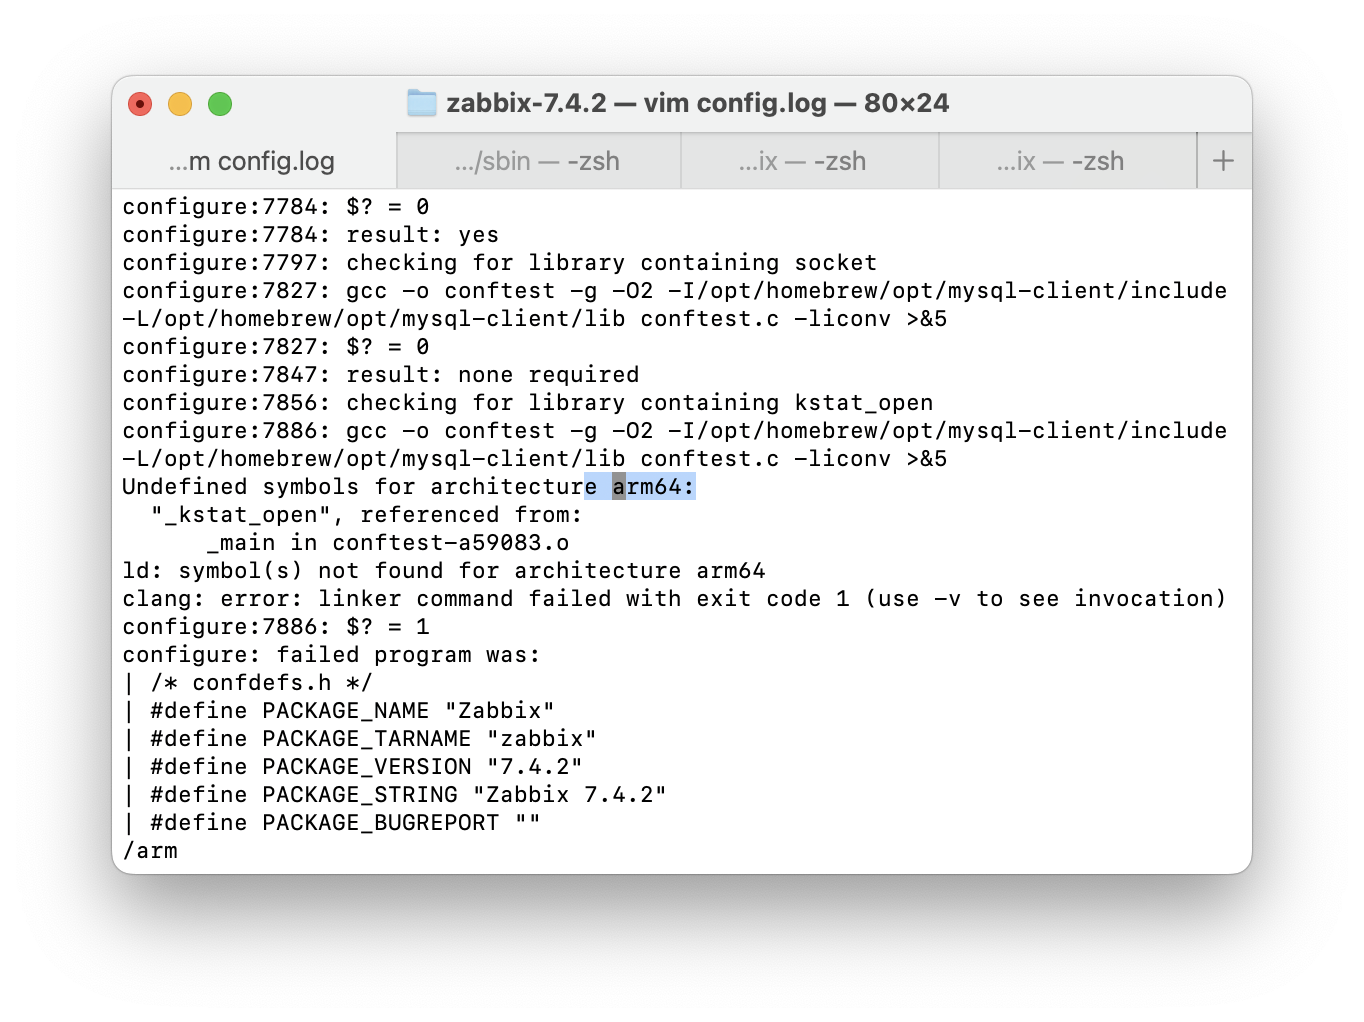 zabbix-7.4.2 — vim config.log — 80×24
...m config.log .../sbin — -zsh ...ix — -zsh ...ix — -zsh +
configure:7784: $? = 0
configure:7784: result: yes
configure:7797: checking for library containing socket
configure:7827: gcc -o conftest -g -O2 -I/opt/homebrew/opt/mysql-client/include
-L/opt/homebrew/opt/mysql-client/lib conftest.c -liconv >&5
configure:7827: $? = 0
configure:7847: result: none required
configure:7856: checking for library containing kstat_open
configure:7886: gcc -o conftest -g -O2 -I/opt/homebrew/opt/mysql-client/include
-L/opt/homebrew/opt/mysql-client/lib conftest.c -liconv >&5
Undefined symbols for architecture arm64:
  "_kstat_open", referenced from:
      _main in conftest-a59083.o
ld: symbol(s) not found for architecture arm64
clang: error: linker command failed with exit code 1 (use -v to see invocation)
configure:7886: $? = 1
configure: failed program was:
| /* confdefs.h */
| #define PACKAGE_NAME "Zabbix"
| #define PACKAGE_TARNAME "zabbix"
| #define PACKAGE_VERSION "7.4.2"
| #define PACKAGE_STRING "Zabbix 7.4.2"
| #define PACKAGE_BUGREPORT ""
/arm